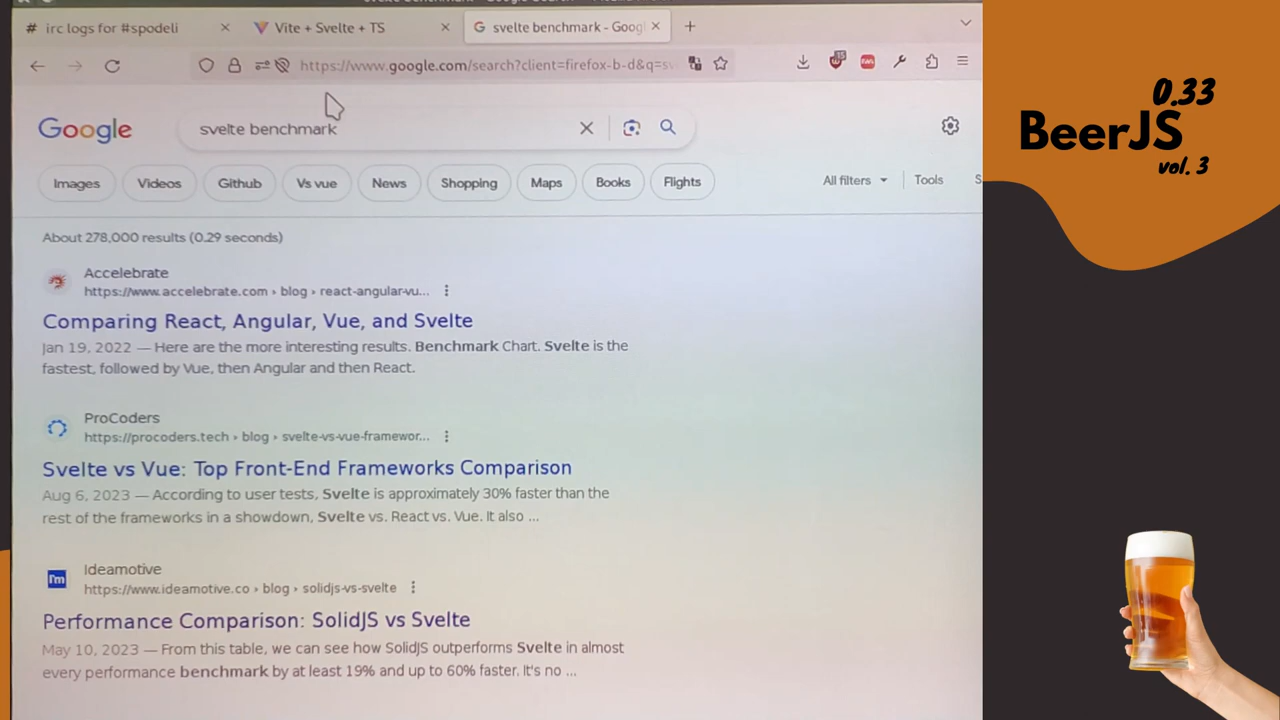 # irc logs for #spodeli
Vite + Svelte + TS
svelte benchmark - Goog
https://www.google.com/search?client=firefox-b-d&q=sv
Google
svelte benchmark
Images
Videos
Github
Vs vue
News
Shopping
Maps
Books
Flights
All filters
Tools
S
About 278,000 results (0.29 seconds)
Accelebrate
https://www.accelebrate.com › blog › react-angular-vu...
Comparing React, Angular, Vue, and Svelte
Jan 19, 2022 — Here are the more interesting results. Benchmark Chart. Svelte is the
fastest, followed by Vue, then Angular and then React.
ProCoders
https://procoders.tech › blog › svelte-vs-vue-framewor...
Svelte vs Vue: Top Front-End Frameworks Comparison
Aug 6, 2023 — According to user tests, Svelte is approximately 30% faster than the
rest of the frameworks in a showdown, Svelte vs. React vs. Vue. It also ...
Ideamotive
https://www.ideamotive.co › blog › solidjs-vs-svelte
Performance Comparison: SolidJS vs Svelte
May 10, 2023 — From this table, we can see how SolidJS outperforms Svelte in almost
every performance benchmark by at least 19% and up to 60% faster. It's no ...
0.33
BeerJS
vol. 3